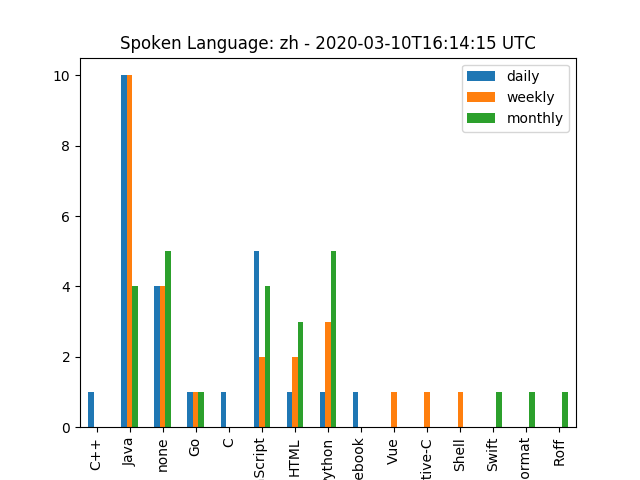 Spoken Language: zh - 2020-03-10T16:14:15 UTC
daily
weekly
monthly
10
8
6
4
2
0
C++
Java
none
Go
C
Script
HTML
ython
ebook
Vue
tive-C
Shell
Swift
ormat
Roff